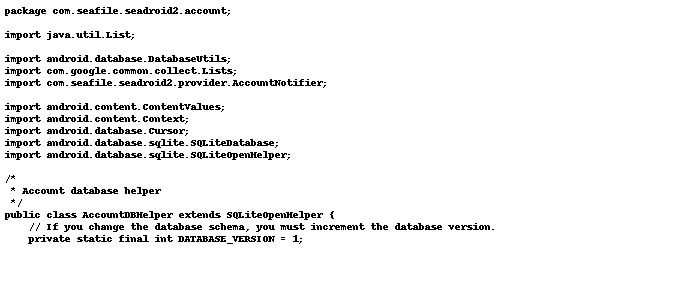 package com.seafile.seadroid2.account;

import java.util.List;

import android.database.DatabaseUtils;
import com.google.common.collect.Lists;
import com.seafile.seadroid2.provider.AccountNotifier;

import android.content.ContentValues;
import android.content.Context;
import android.database.Cursor;
import android.database.sqlite.SQLiteDatabase;
import android.database.sqlite.SQLiteOpenHelper;

/*
 * Account database helper
 */
public class AccountDBHelper extends SQLiteOpenHelper {
    // If you change the database schema, you must increment the database version.
    private static final int DATABASE_VERSION = 1;